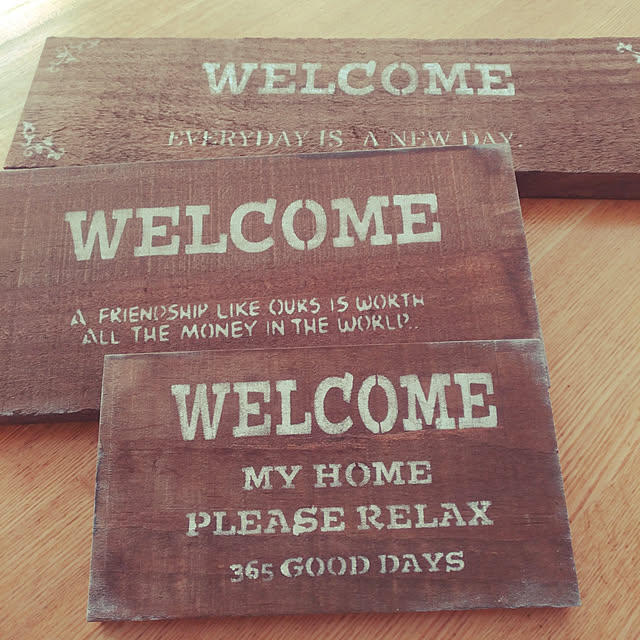 WELCOME
EVERYDAY IS A NEW DAY.
WELCOME
A FRIENDSHIP LIKE OURS IS WORTH
ALL THE MONEY IN THE WORLD..
WELCOME
MY HOME
PLEASE RELAX
365 GOOD DAYS